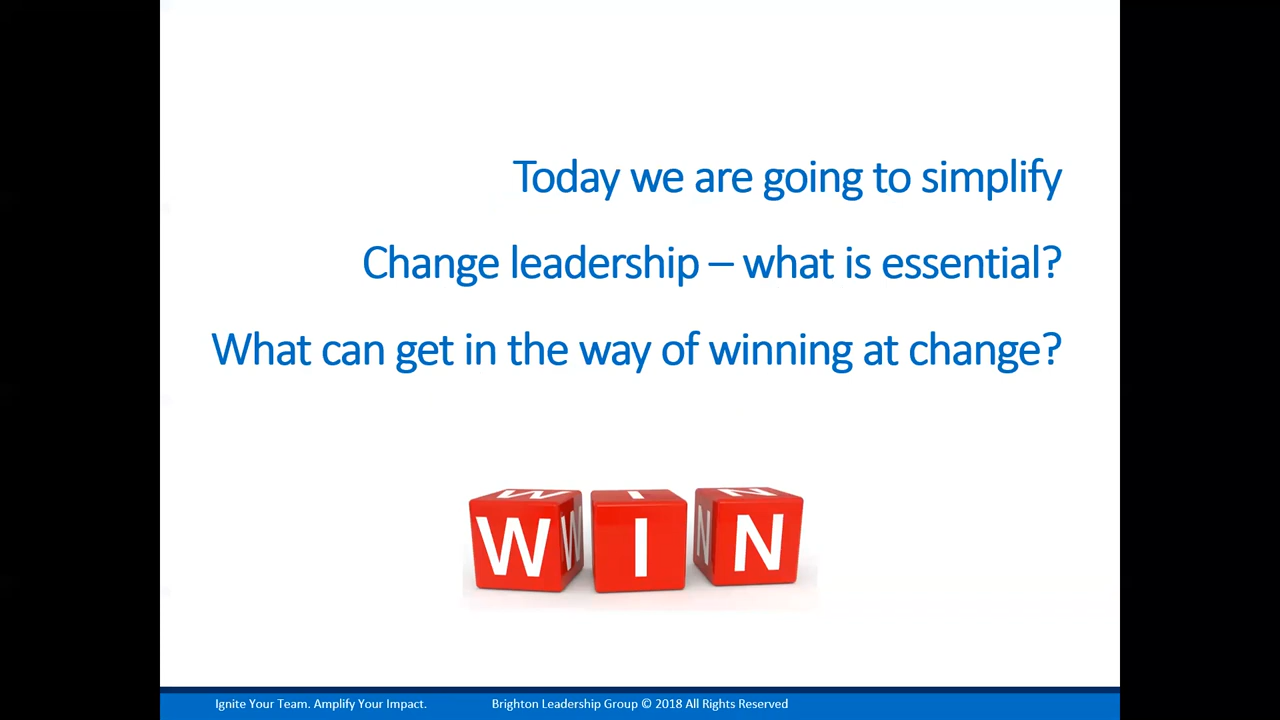 Today we are going to simplify
Change leadership – what is essential?
What can get in the way of winning at change?
W I N
W W I N N
Ignite Your Team. Amplify Your Impact. Brighton Leadership Group © 2018 All Rights Reserved